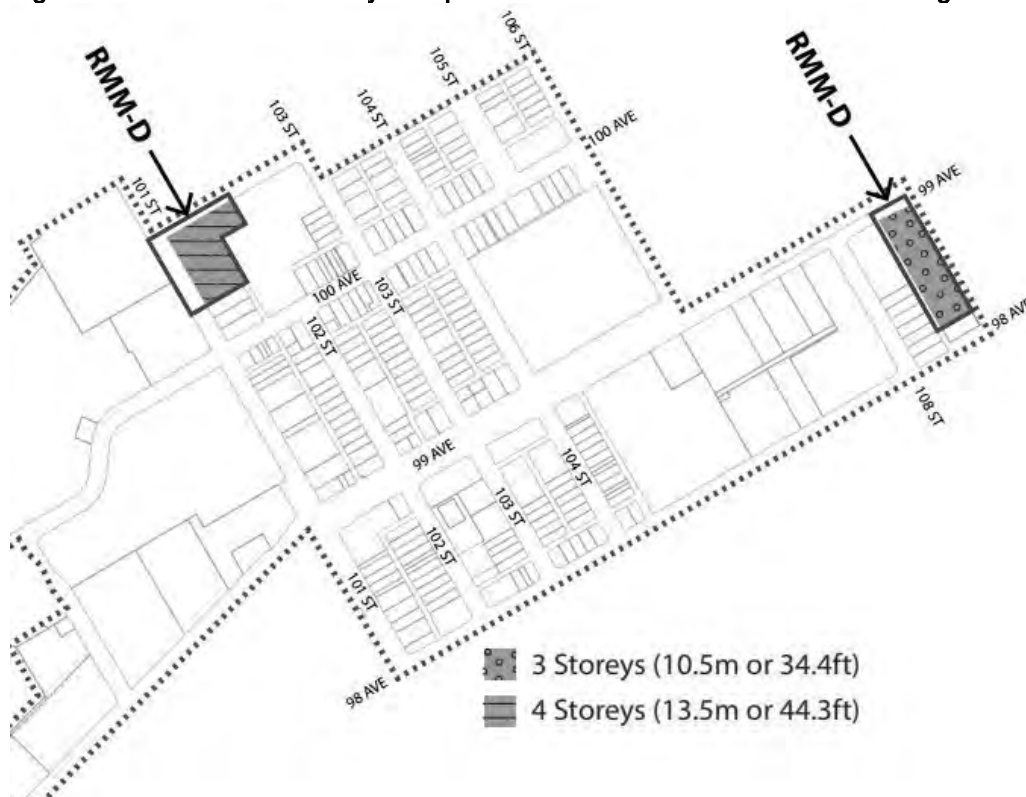 RMM-D
RMM-D
106 ST
105 ST
104 ST
103 ST
100 AVE
101 ST
99 AVE
100 AVE
103 ST
102 ST
98 AVE
108 ST
99 AVE
104 ST
103 ST
102 ST
101 ST
98 AVE
3 Storeys (10.5m or 34.4ft)
4 Storeys (13.5m or 44.3ft)